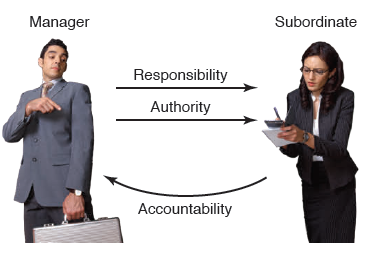 Manager
Subordinate
Responsibility
Authority
Accountability